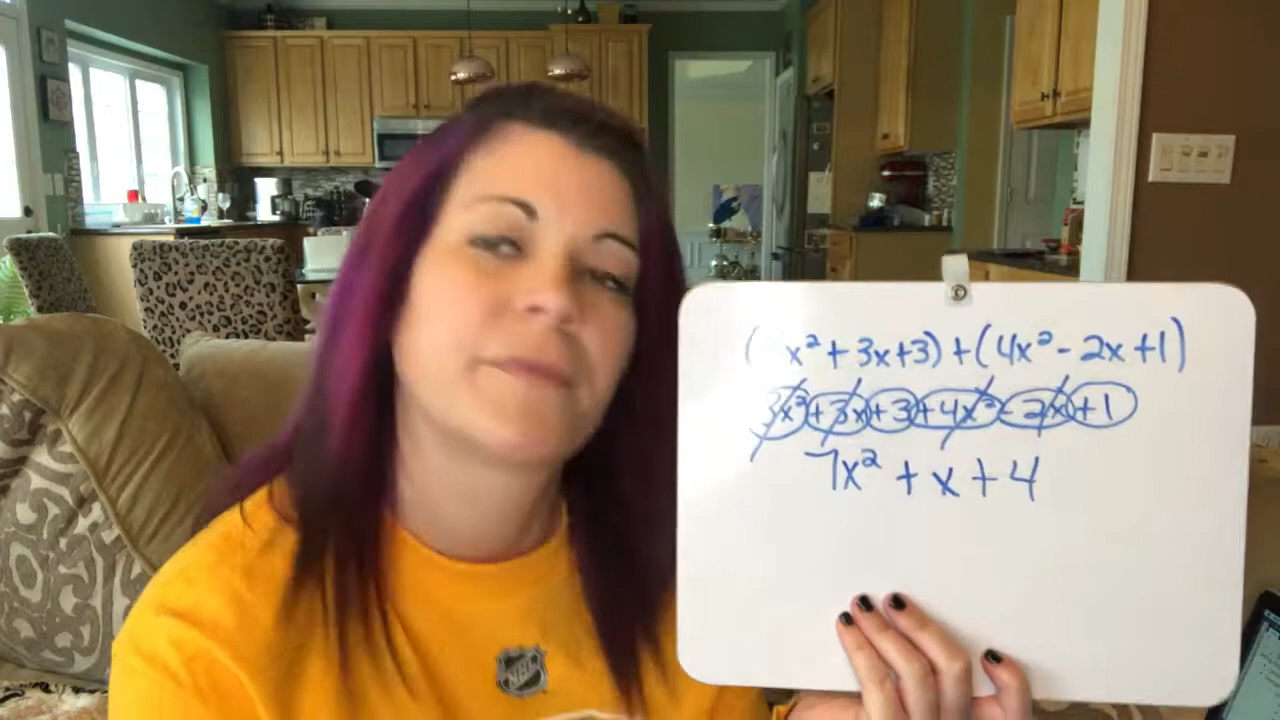 ( x² + 3x + 3) + (4x² - 2x + 1)
3x² + 3x + 3 + 4x² - 2x + 1
7x² + x + 4
NHL